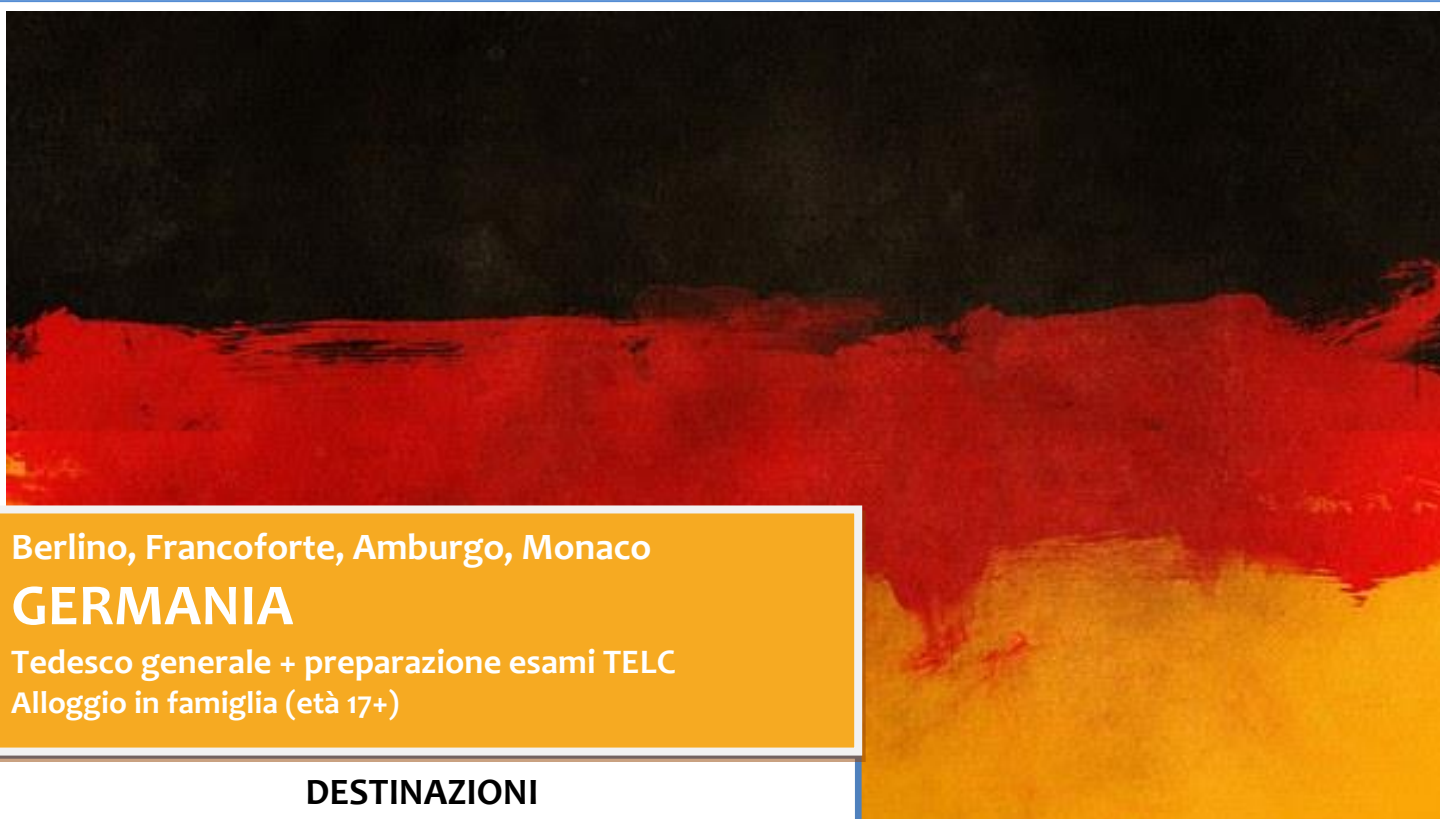 Berlino, Francoforte, Amburgo, Monaco
GERMANIA
Tedesco generale + preparazione esami TELC
Alloggio in famiglia (età 17+)
DESTINAZIONI